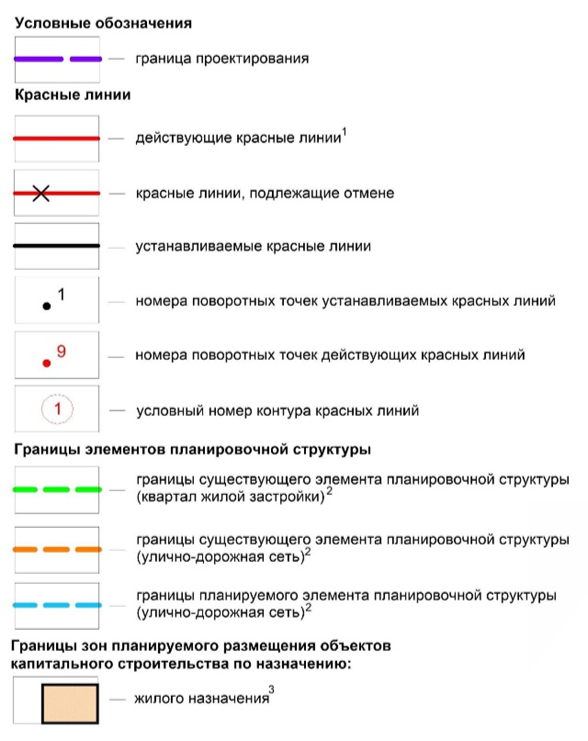 Условные обозначения
— граница проектирования
Красные линии
— действующие красные линии¹
— красные линии, подлежащие отмене
— устанавливаемые красные линии
1 — номера поворотных точек устанавливаемых красных линий
9 — номера поворотных точек действующих красных линий
1 — условный номер контура красных линий
Границы элементов планировочной структуры
— границы существующего элемента планировочной структуры
(квартал жилой застройки)²
— границы существующего элемента планировочной структуры
(улично-дорожная сеть)²
— границы планируемого элемента планировочной структуры
(улично-дорожная сеть)²
Границы зон планируемого размещения объектов
капитального строительства по назначению:
— жилого назначения³